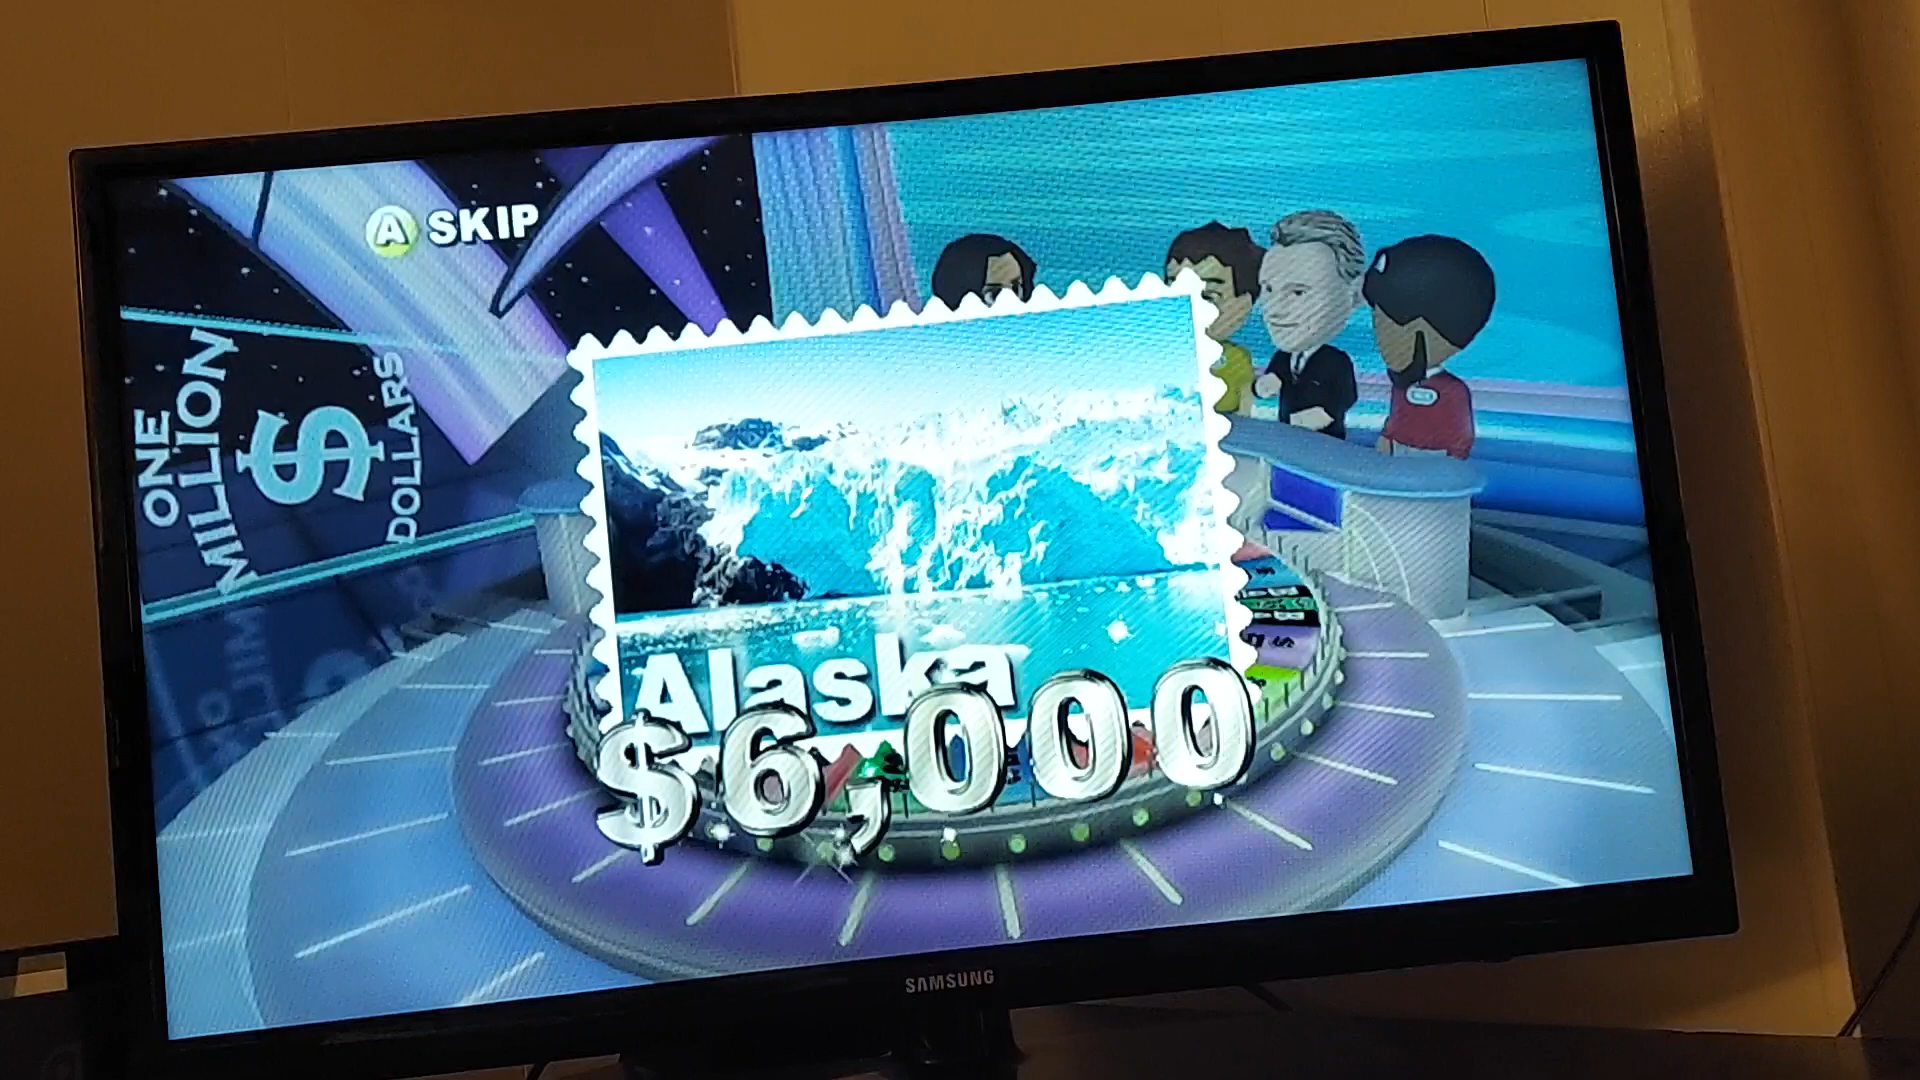 A SKIP
ONE
MILLION
$
DOLLARS
Alaska
$6,000
SAMSUNG